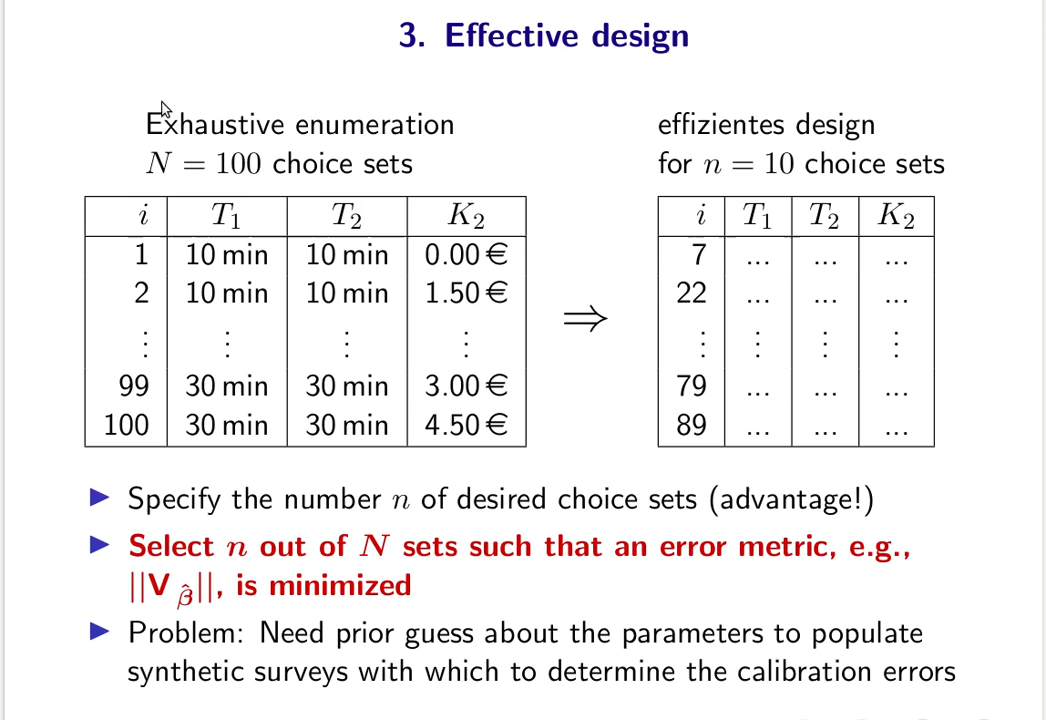 3. Effective design
Exhaustive enumeration
N = 100 choice sets
i T₁ T₂ K₂
1 10 min 10 min 0.00 €
2 10 min 10 min 1.50 €
⋮ ⋮ ⋮ ⋮
99 30 min 30 min 3.00 €
100 30 min 30 min 4.50 €
⇒
effizientes design
for n = 10 choice sets
i T₁ T₂ K₂
7 ... ... ...
22 ... ... ...
⋮ ⋮ ⋮ ⋮
79 ... ... ...
89 ... ... ...
▶ Specify the number n of desired choice sets (advantage!)
▶ Select n out of N sets such that an error metric, e.g.,
||V_β̂||, is minimized
▶ Problem: Need prior guess about the parameters to populate
synthetic surveys with which to determine the calibration errors